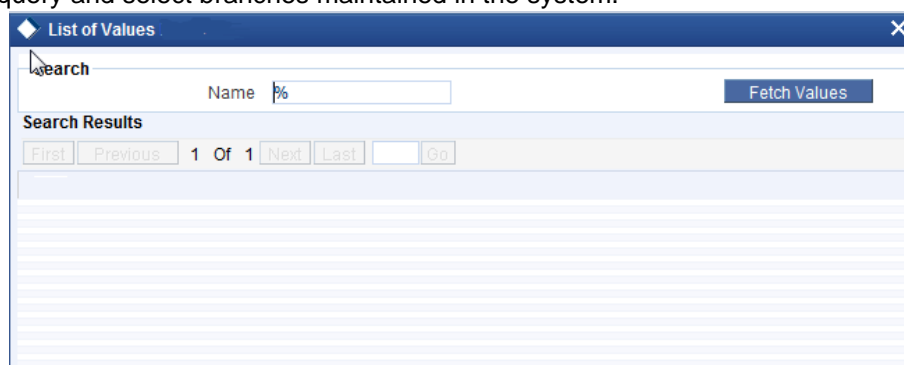 query and select branches maintained in the system.
List of Values
Search
Name % Fetch Values
Search Results
First Previous 1 Of 1 Next Last Go